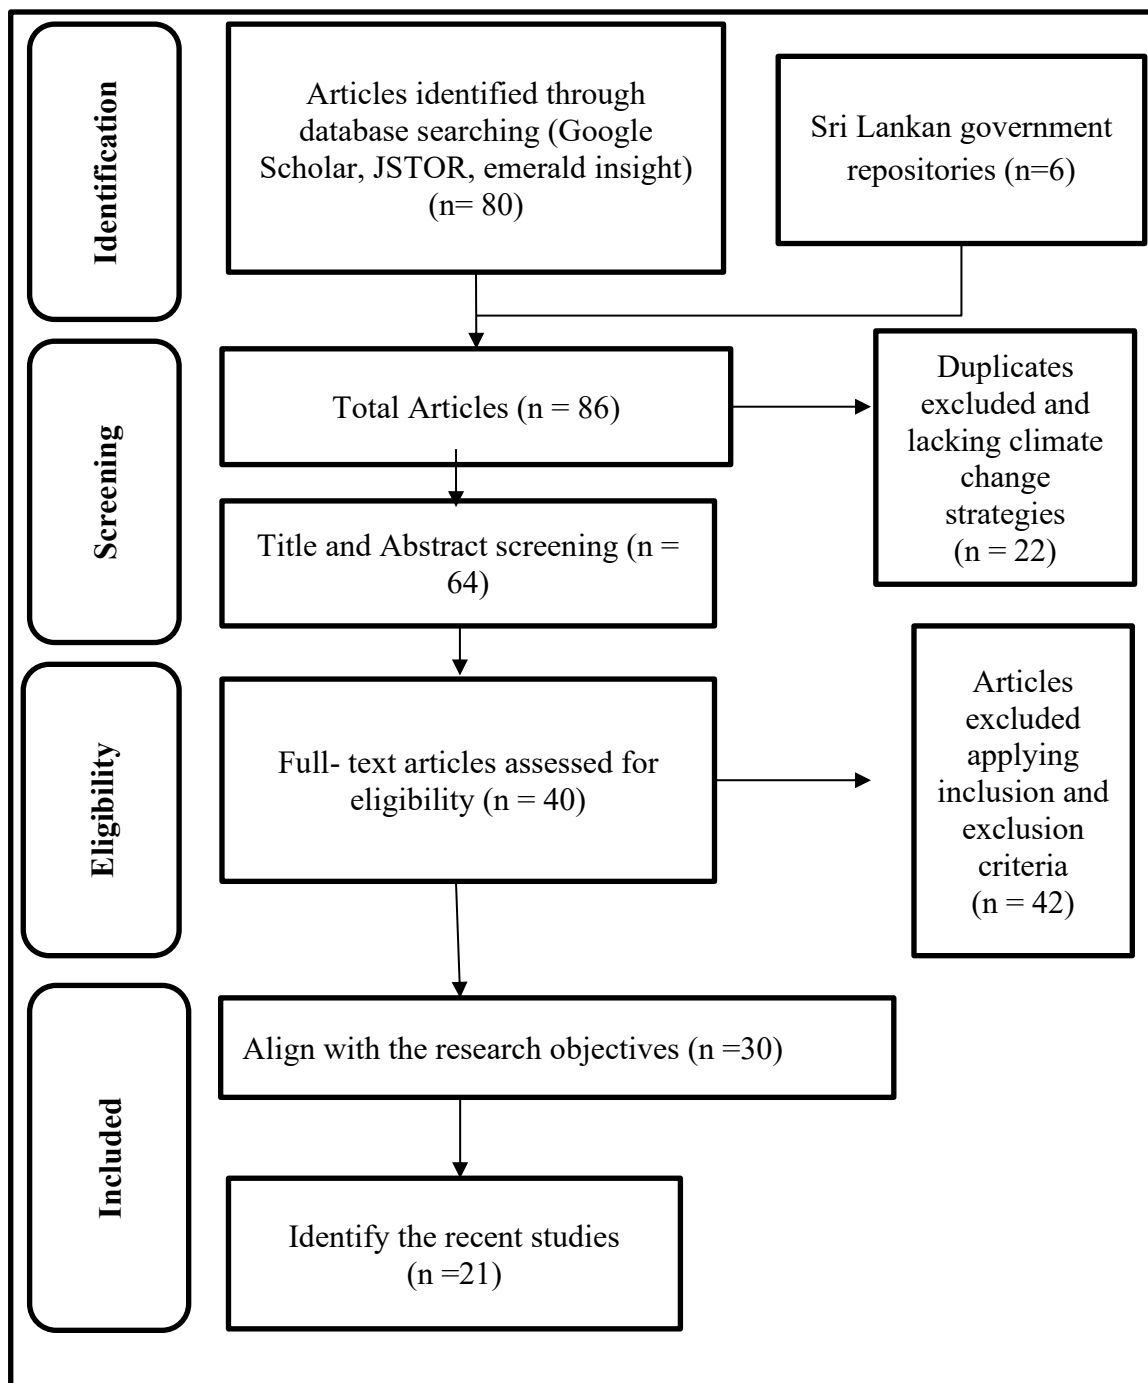 Identification
Articles identified through
database searching (Google
Scholar, JSTOR, emerald insight)
(n= 80)
Sri Lankan government
repositories (n=6)
Screening
Total Articles (n = 86)
Duplicates
excluded and
lacking climate
change
strategies
(n = 22)
Title and Abstract screening (n =
64)
Eligibility
Full- text articles assessed for
eligibility (n = 40)
Articles
excluded
applying
inclusion and
exclusion
criteria
(n = 42)
Included
Align with the research objectives (n =30)
Identify the recent studies
(n =21)